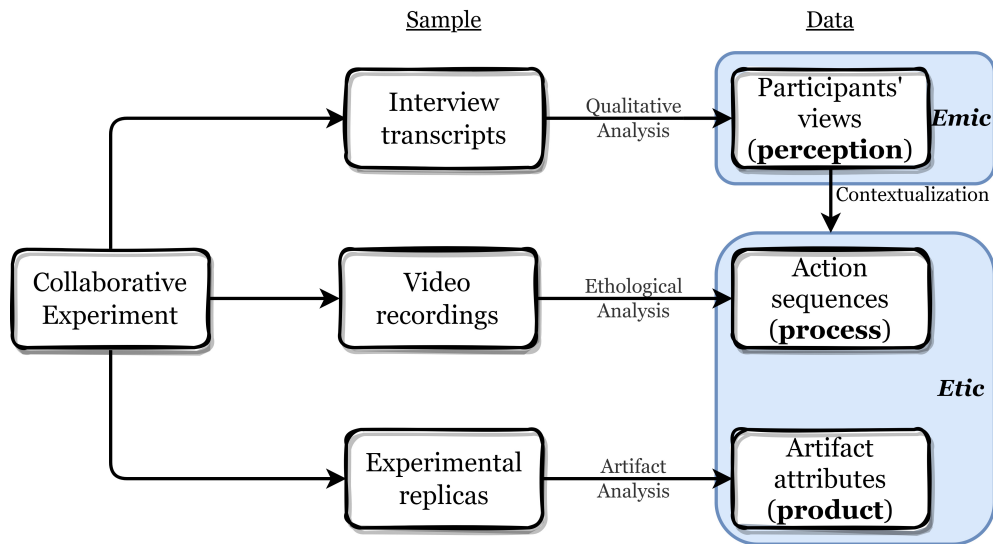 Sample
Data
Interview
transcripts
Qualitative
Analysis
Participants'
views
(perception)
Emic
Contextualization
Collaborative
Experiment
Video
recordings
Ethological
Analysis
Action
sequences
(process)
Etic
Experimental
replicas
Artifact
Analysis
Artifact
attributes
(product)